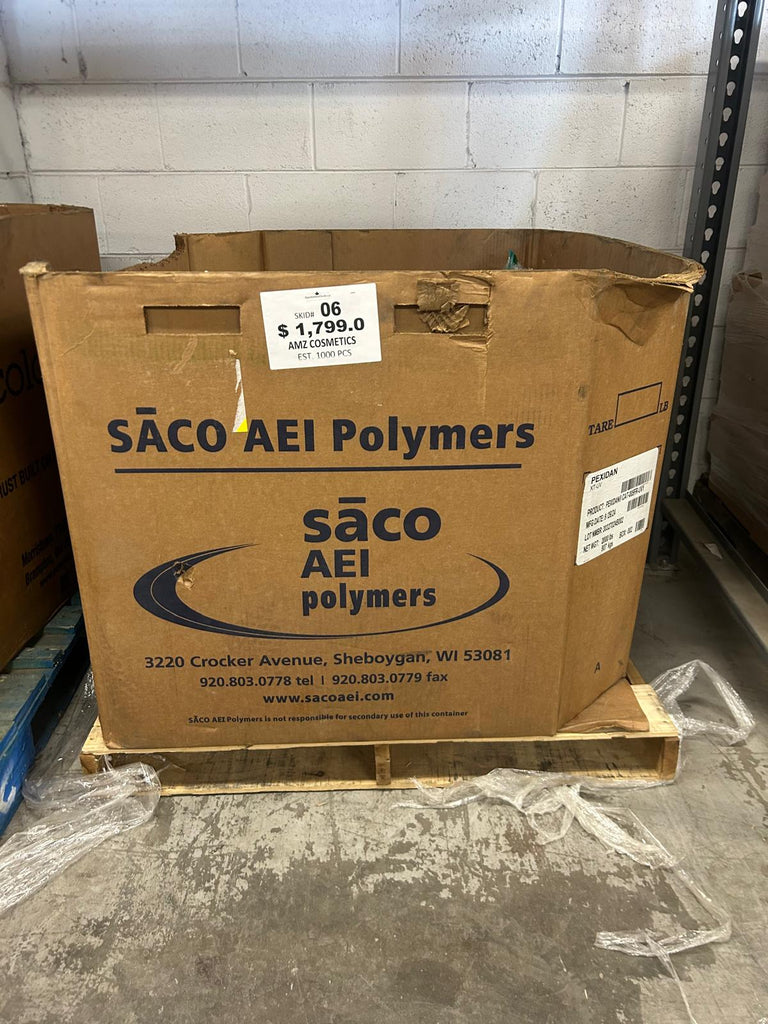 SKID# 06
$ 1,799.0
AMZ COSMETICS
EST. 1000 PCS
SĀCO AEI Polymers
sāco
AEI
polymers
3220 Crocker Avenue, Sheboygan, WI 53081
920.803.0778 tel | 920.803.0779 fax
www.sacoaei.com
SĀCO AEI Polymers is not responsible for secondary use of this container
TARE LB
PEXIDAN
XT-UV
A